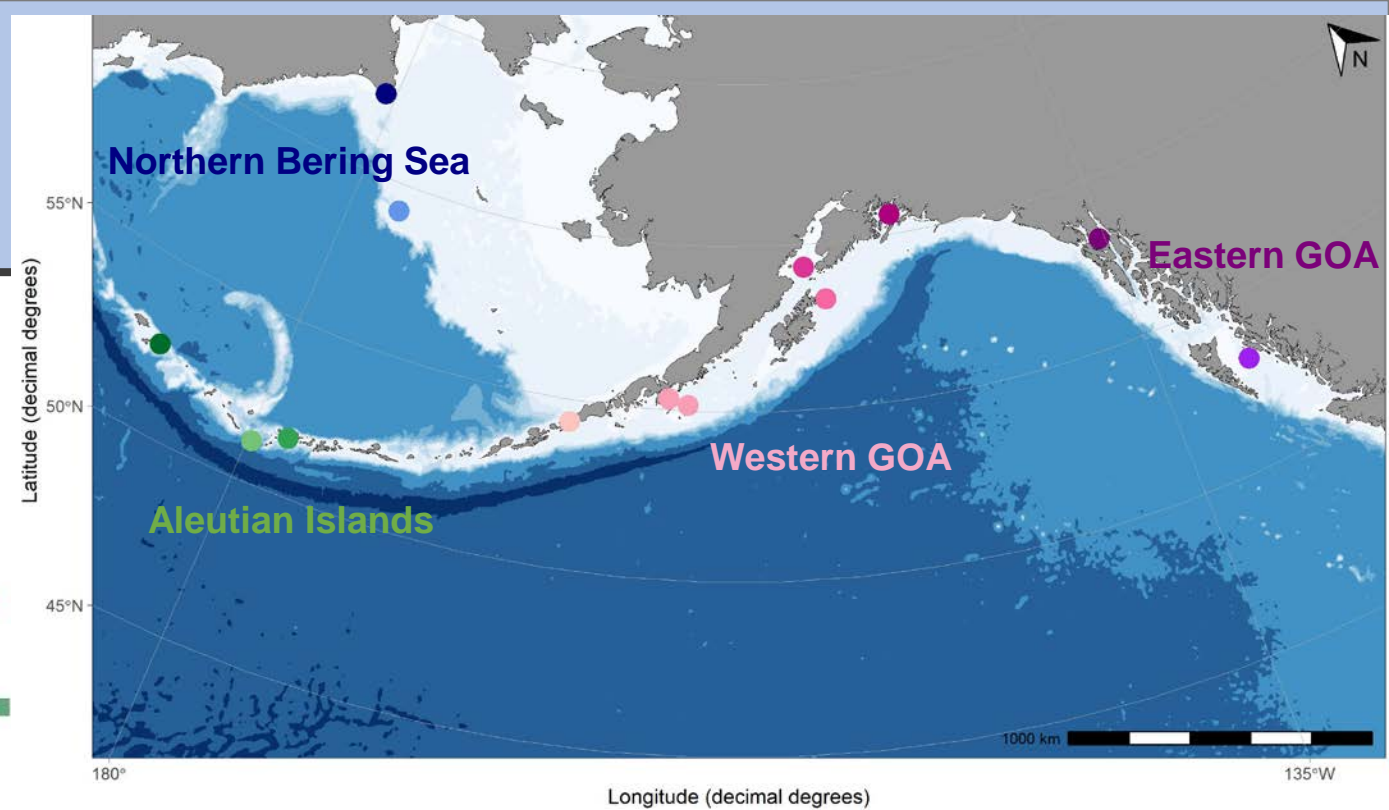 N
Northern Bering Sea
55°N
Eastern GOA
50°N
Western GOA
Aleutian Islands
45°N
1000 km
180°
135°W
Latitude (decimal degrees)
Longitude (decimal degrees)